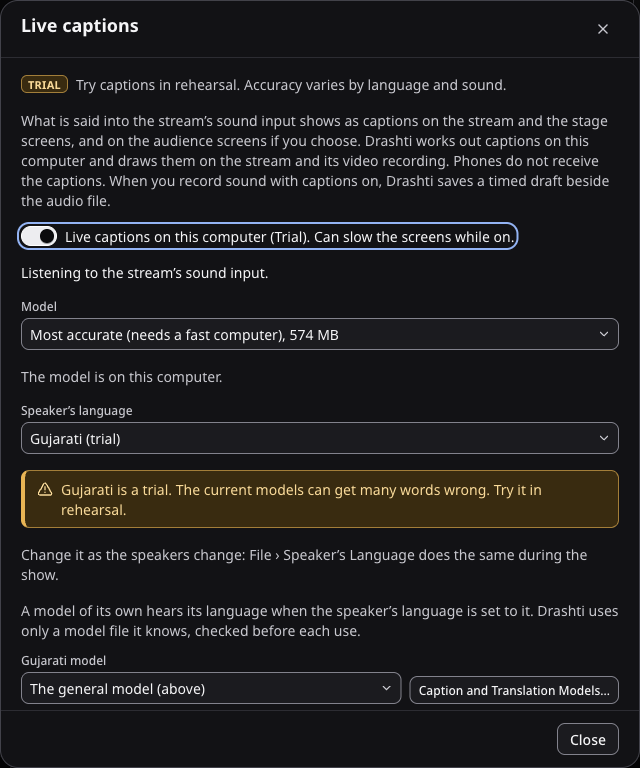 Live captions
TRIAL Try captions in rehearsal. Accuracy varies by language and sound.
What is said into the stream’s sound input shows as captions on the stream and the stage
screens, and on the audience screens if you choose. Drashti works out captions on this
computer and draws them on the stream and its video recording. Phones do not receive
the captions. When you record sound with captions on, Drashti saves a timed draft beside
the audio file.
Live captions on this computer (Trial). Can slow the screens while on.
Listening to the stream’s sound input.
Model
Most accurate (needs a fast computer), 574 MB
The model is on this computer.
Speaker’s language
Gujarati (trial)
Gujarati is a trial. The current models can get many words wrong. Try it in
rehearsal.
Change it as the speakers change: File › Speaker’s Language does the same during the
show.
A model of its own hears its language when the speaker’s language is set to it. Drashti uses
only a model file it knows, checked before each use.
Gujarati model
The general model (above) Caption and Translation Models…
Close